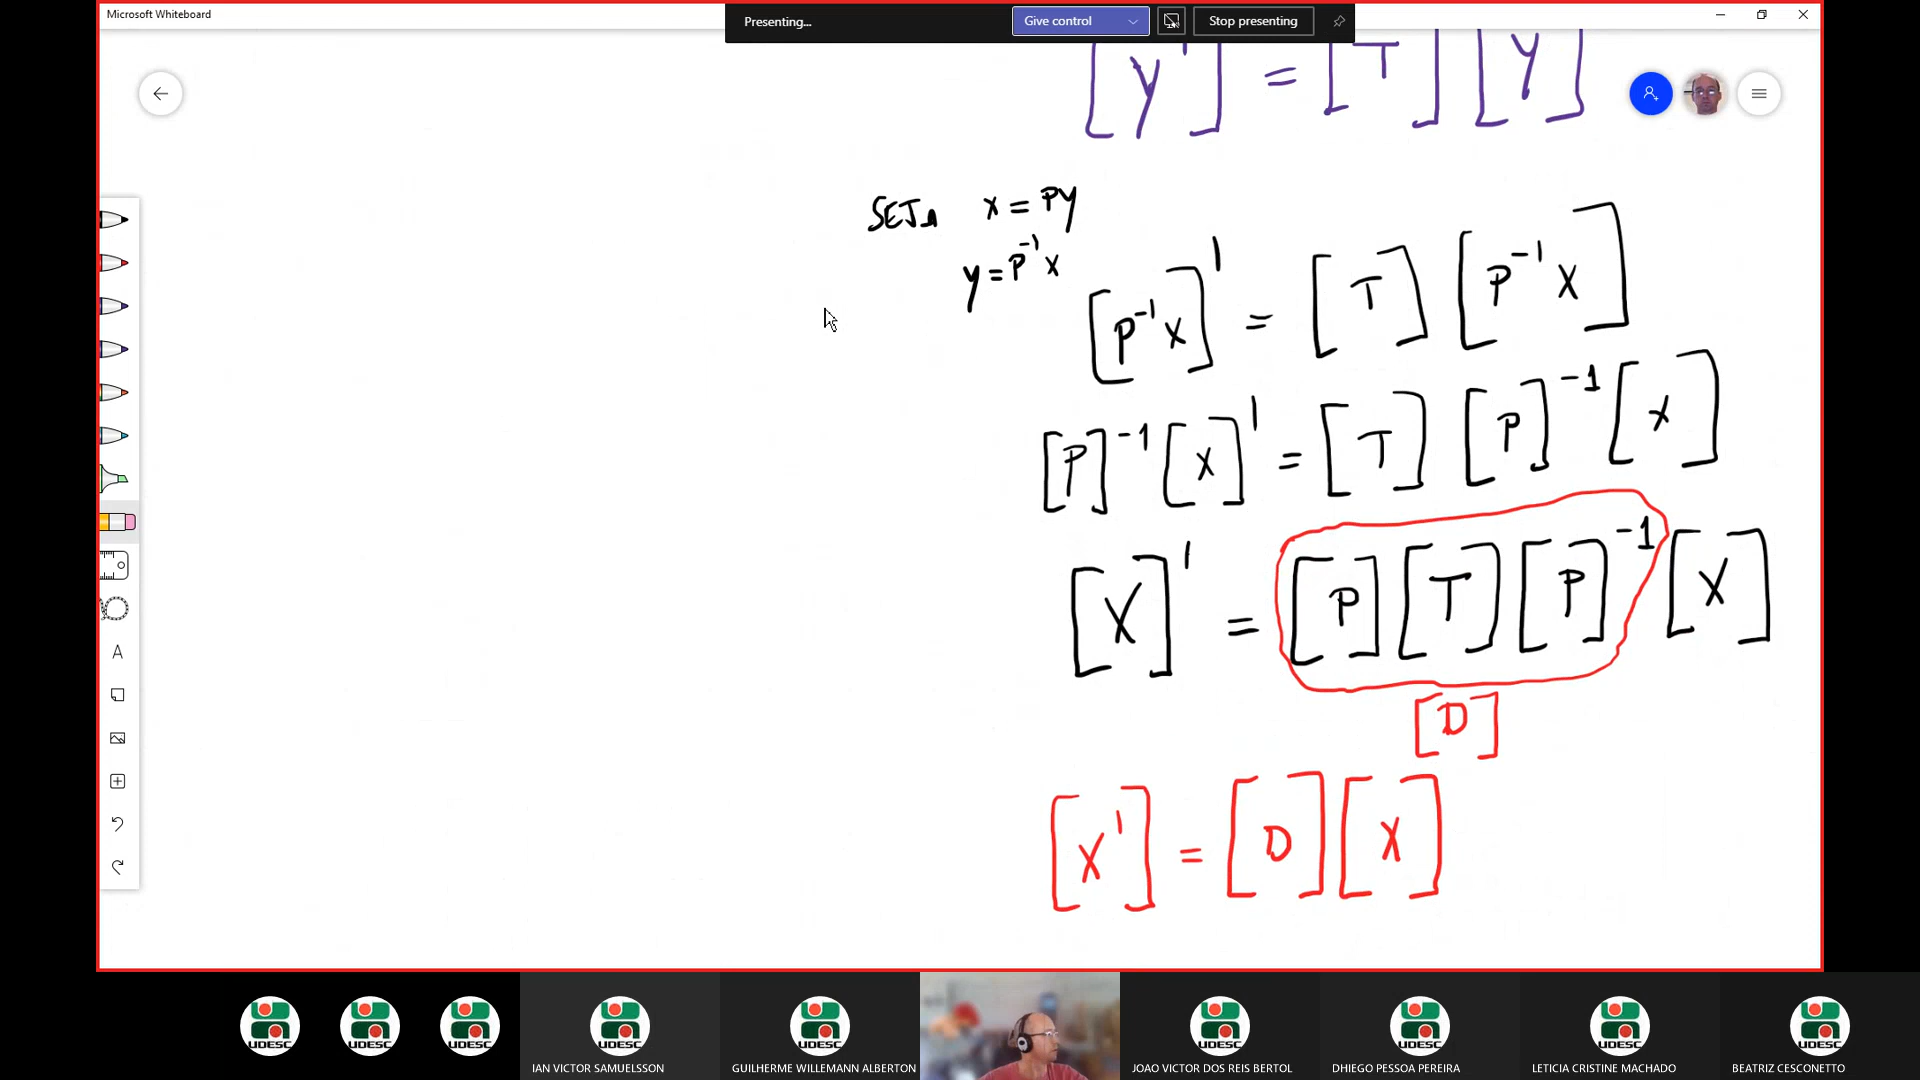 Microsoft Whiteboard
Presenting...
Give control
Stop presenting
[y'] = [T] [y]
SEJA x = Py
y = P⁻¹x
[P⁻¹x]' = [T] [P⁻¹x]
[P]⁻¹ [x]' = [T] [P]⁻¹ [x]
[X]' = [P] [T] [P]⁻¹ [X]
[D]
[X'] = [D] [X]
A
UDESC
UDESC
UDESC
UDESC
UDESC
UDESC
UDESC
UDESC
UDESC
IAN VICTOR SAMUELSSON
GUILHERME WILLEMANN ALBERTON
JOAO VICTOR DOS REIS BERTOL
DHIEGO PESSOA PEREIRA
LETICIA CRISTINE MACHADO
BEATRIZ CESCONETTO